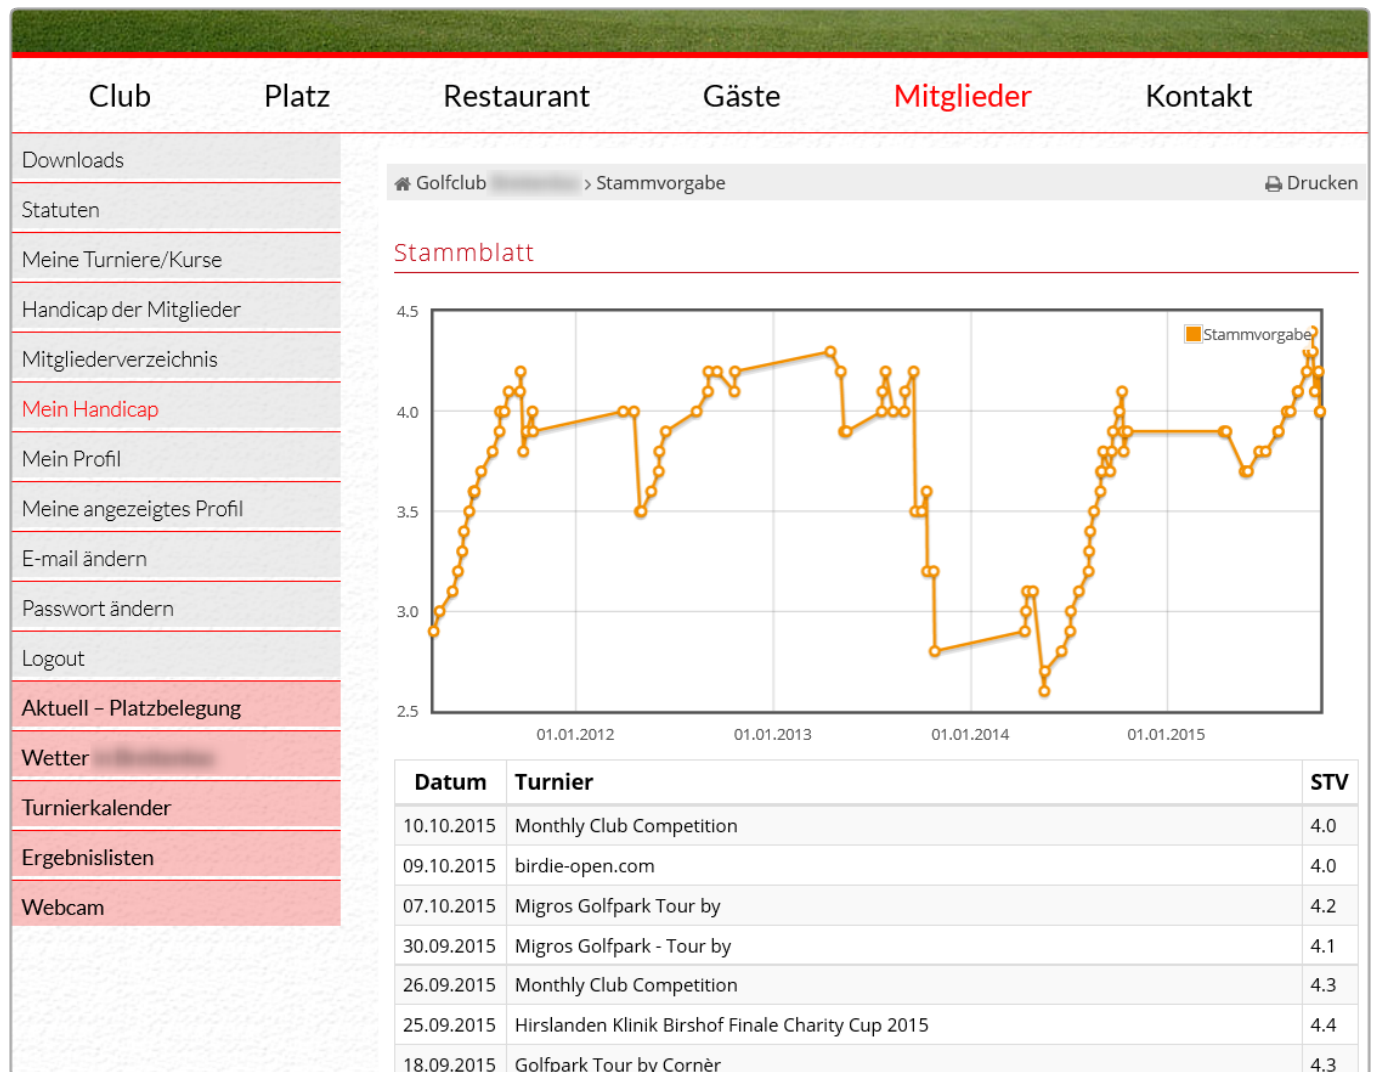 Club Platz Restaurant Gäste Mitglieder Kontakt
Downloads
Statuten
Meine Turniere/Kurse
Handicap der Mitglieder
Mitgliederverzeichnis
Mein Handicap
Mein Profil
Meine angezeigtes Profil
E-mail ändern
Passwort ändern
Logout
Aktuell – Platzbelegung
Wetter
Turnierkalender
Ergebnislisten
Webcam
Golfclub > Stammvorgabe Drucken
Stammblatt
4.5
4.0
3.5
3.0
2.5
Stammvorgabe
01.01.2012 01.01.2013 01.01.2014 01.01.2015
Datum Turnier STV
10.10.2015 Monthly Club Competition 4.0
09.10.2015 birdie-open.com 4.0
07.10.2015 Migros Golfpark Tour by 4.2
30.09.2015 Migros Golfpark - Tour by 4.1
26.09.2015 Monthly Club Competition 4.3
25.09.2015 Hirslanden Klinik Birshof Finale Charity Cup 2015 4.4
18.09.2015 Golfpark Tour by Cornèr 4.3